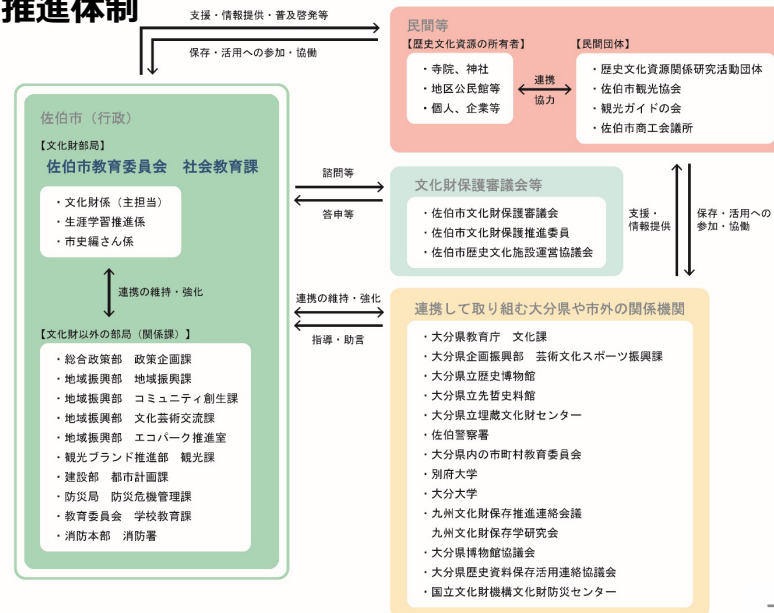 推進体制
支援・情報提供・普及啓発等
保存・活用への参加・協働
民間等
【歴史文化資源の所有者】
・寺院、神社
・地区公民館等
・個人、企業等
連携
協力
【民間団体】
・歴史文化資源関係研究活動団体
・佐伯市観光協会
・観光ガイドの会
・佐伯市商工会議所
佐伯市（行政）
【文化財部局】
佐伯市教育委員会　社会教育課
・文化財係（主担当）
・生涯学習推進係
・市史編さん係
連携の維持・強化
【文化財以外の部局（関係課）】
・総合政策部　政策企画課
・地域振興部　地域振興課
・地域振興部　コミュニティ創生課
・地域振興部　文化芸術交流課
・地域振興部　エコパーク推進室
・観光ブランド推進部　観光課
・建設部　都市計画課
・防災局　防災危機管理課
・教育委員会　学校教育課
・消防本部　消防署
諮問等
答申等
文化財保護審議会等
・佐伯市文化財保護審議会
・佐伯市文化財保護推進委員
・佐伯市歴史文化施設運営協議会
支援・
情報提供
保存・活用への
参加・協働
連携の維持・強化
指導・助言
連携して取り組む大分県や市外の関係機関
・大分県教育庁　文化課
・大分県企画振興部　芸術文化スポーツ振興課
・大分県立歴史博物館
・大分県立先哲史料館
・大分県立埋蔵文化財センター
・佐伯警察署
・大分県内の市町村教育委員会
・別府大学
・大分大学
・九州文化財保存推進連絡会議
九州文化財保存学研究会
・大分県博物館協議会
・大分県歴史資料保存活用連絡協議会
・国立文化財機構文化財防災センター